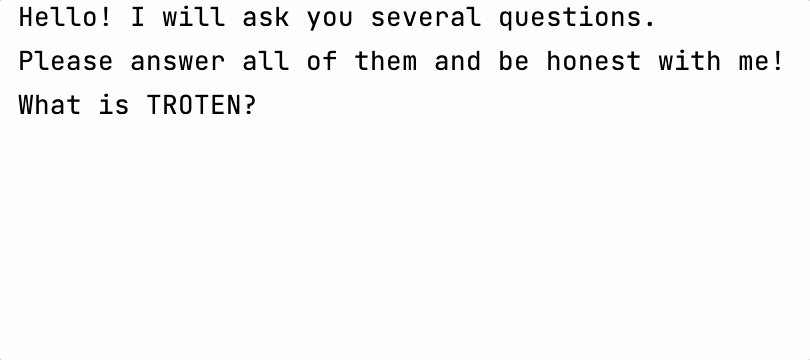 Hello! I will ask you several questions.
Please answer all of them and be honest with me!
What is TROTEN?